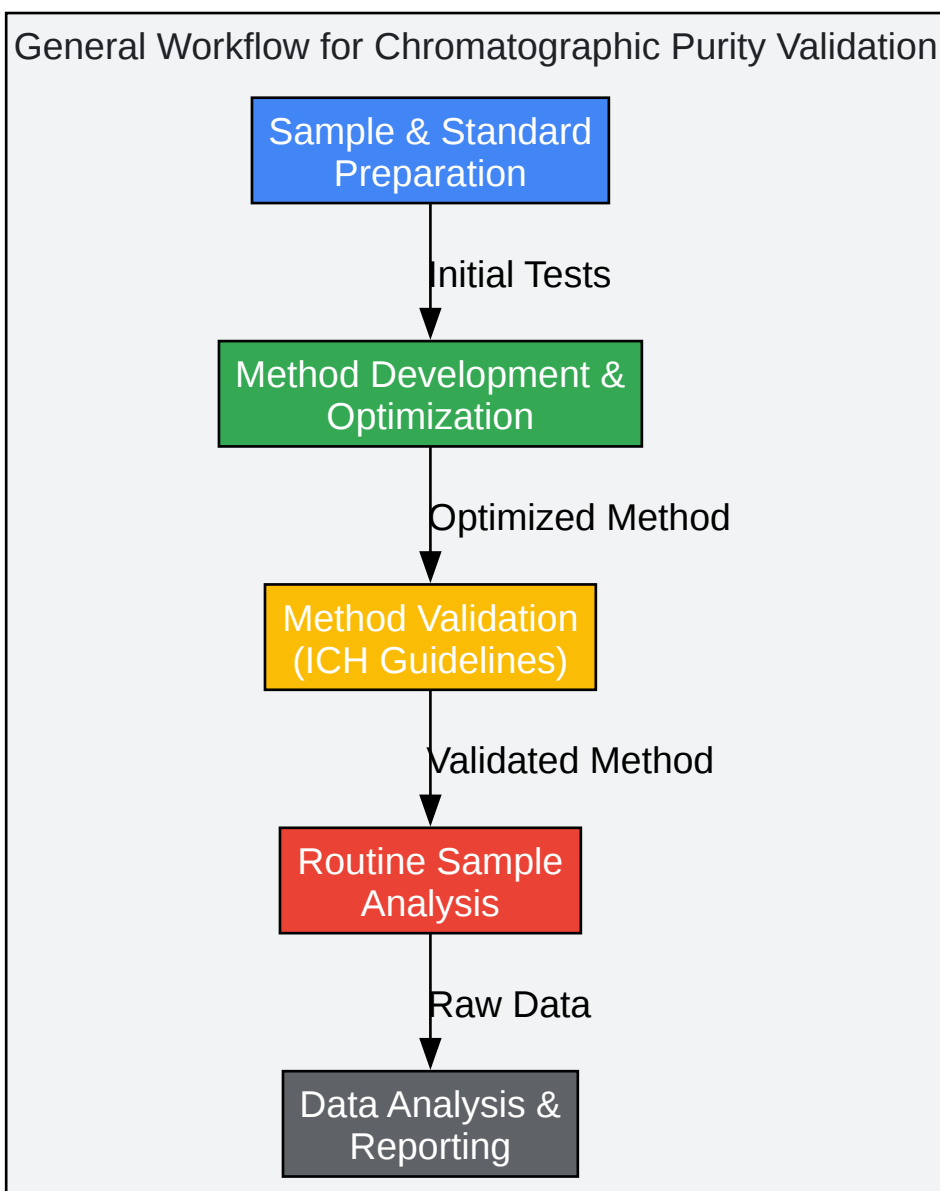 General Workflow for Chromatographic Purity Validation
Sample & Standard
Preparation
Initial Tests
Method Development &
Optimization
Optimized Method
Method Validation
(ICH Guidelines)
Validated Method
Routine Sample
Analysis
Raw Data
Data Analysis &
Reporting